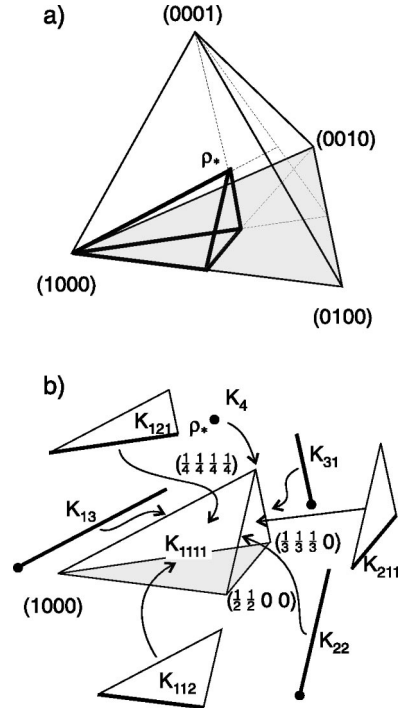 a)
(0001)
(0010)
ρ*
(1000)
(0100)
b)
K4
K121
ρ*
(1/4 1/4 1/4 1/4)
K31
K13
K1111
(1/3 1/3 1/3 0)
K211
(1000)
(1/2 1/2 0 0)
K22
K112